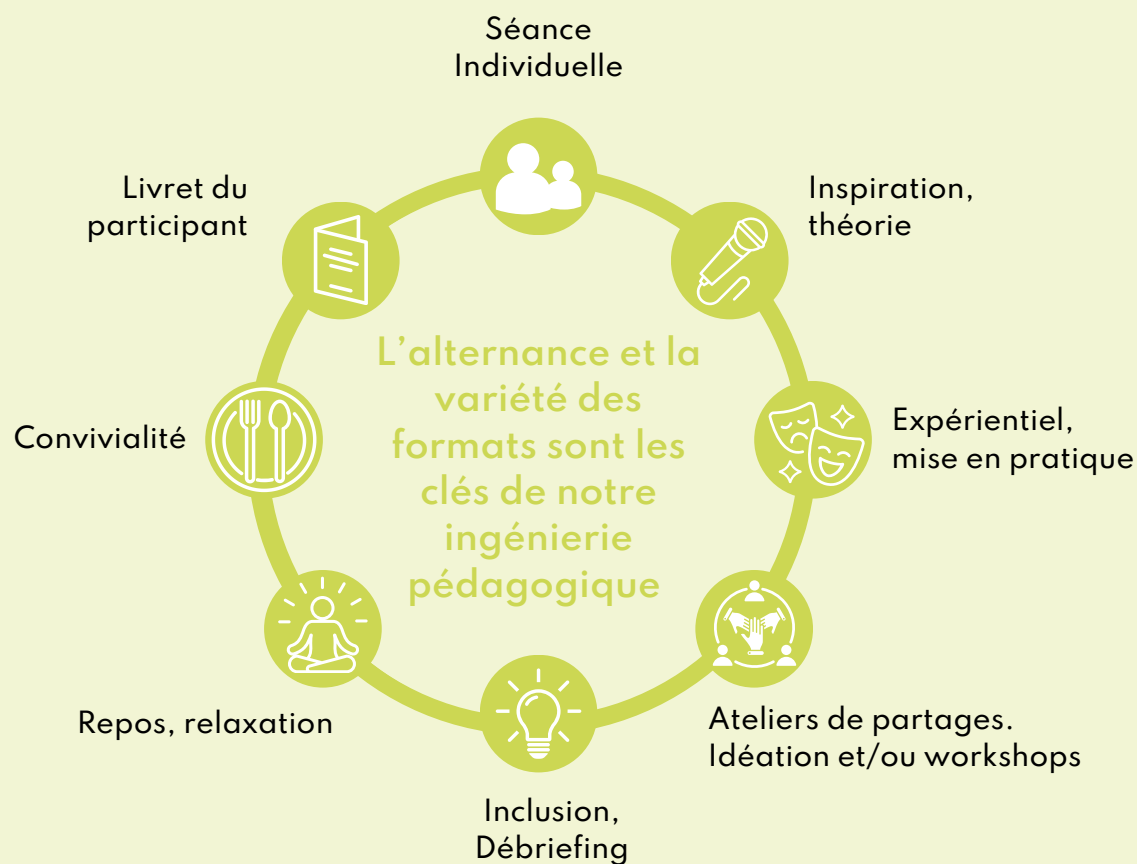 Séance
Individuelle
Inspiration,
théorie
Expérientiel,
mise en pratique
Ateliers de partages.
Idéation et/ou workshops
Inclusion,
Débriefing
Repos, relaxation
Convivialité
Livret du
participant
L’alternance et la
variété des
formats sont les
clés de notre
ingénierie
pédagogique